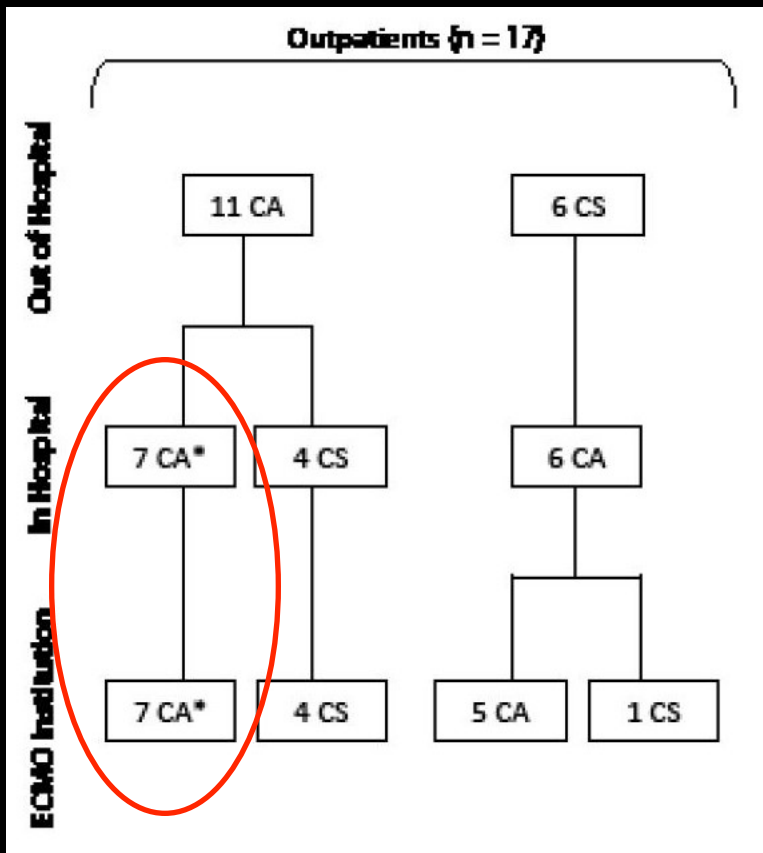 Outpatients (n = 17)
Out of Hospital
11 CA
6 CS
In Hospital
7 CA*
4 CS
6 CA
ECMO Institution
7 CA*
4 CS
5 CA
1 CS